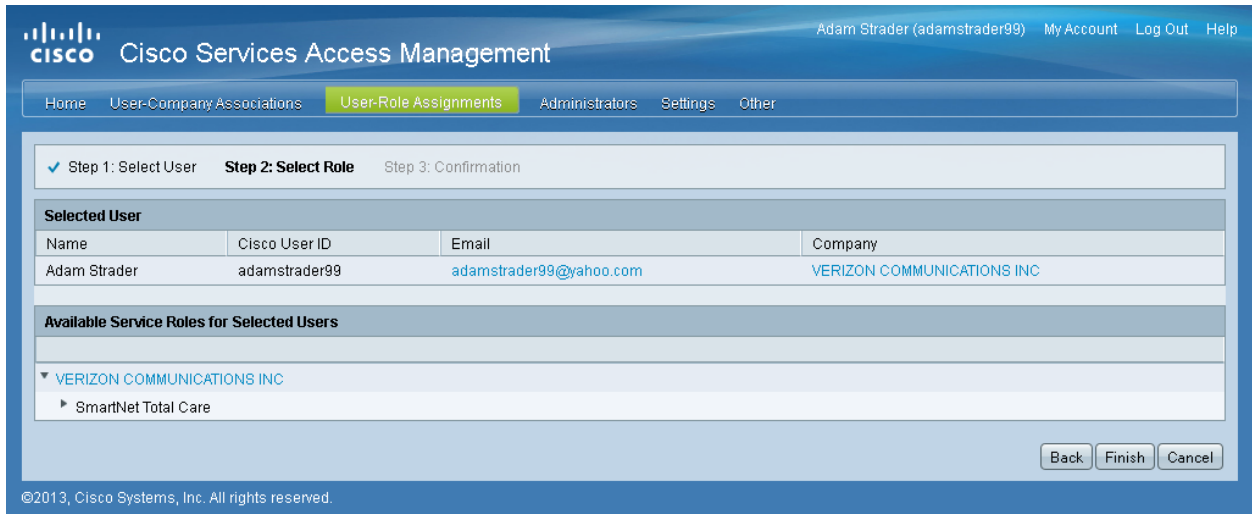 Adam Strader (adamstrader99) My Account Log Out Help
CISCO Cisco Services Access Management
Home User-Company Associations User-Role Assignments Administrators Settings Other
Step 1: Select User Step 2: Select Role Step 3: Confirmation
Selected User
Name Cisco User ID Email Company
Adam Strader adamstrader99 adamstrader99@yahoo.com VERIZON COMMUNICATIONS INC
Available Service Roles for Selected Users
VERIZON COMMUNICATIONS INC
SmartNet Total Care
Back Finish Cancel
©2013, Cisco Systems, Inc. All rights reserved.